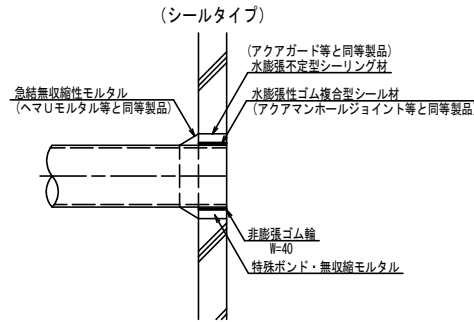 (シールタイプ)
(アクアガード等と同等製品)
水膨張不定型シーリング材
急結無収縮性モルタル
(ヘマUモルタル等と同等製品)
水膨張性ゴム複合型シール材
(アクアマンホールジョイント等と同等製品)
非膨張ゴム輪
W=40
特殊ボンド・無収縮モルタル